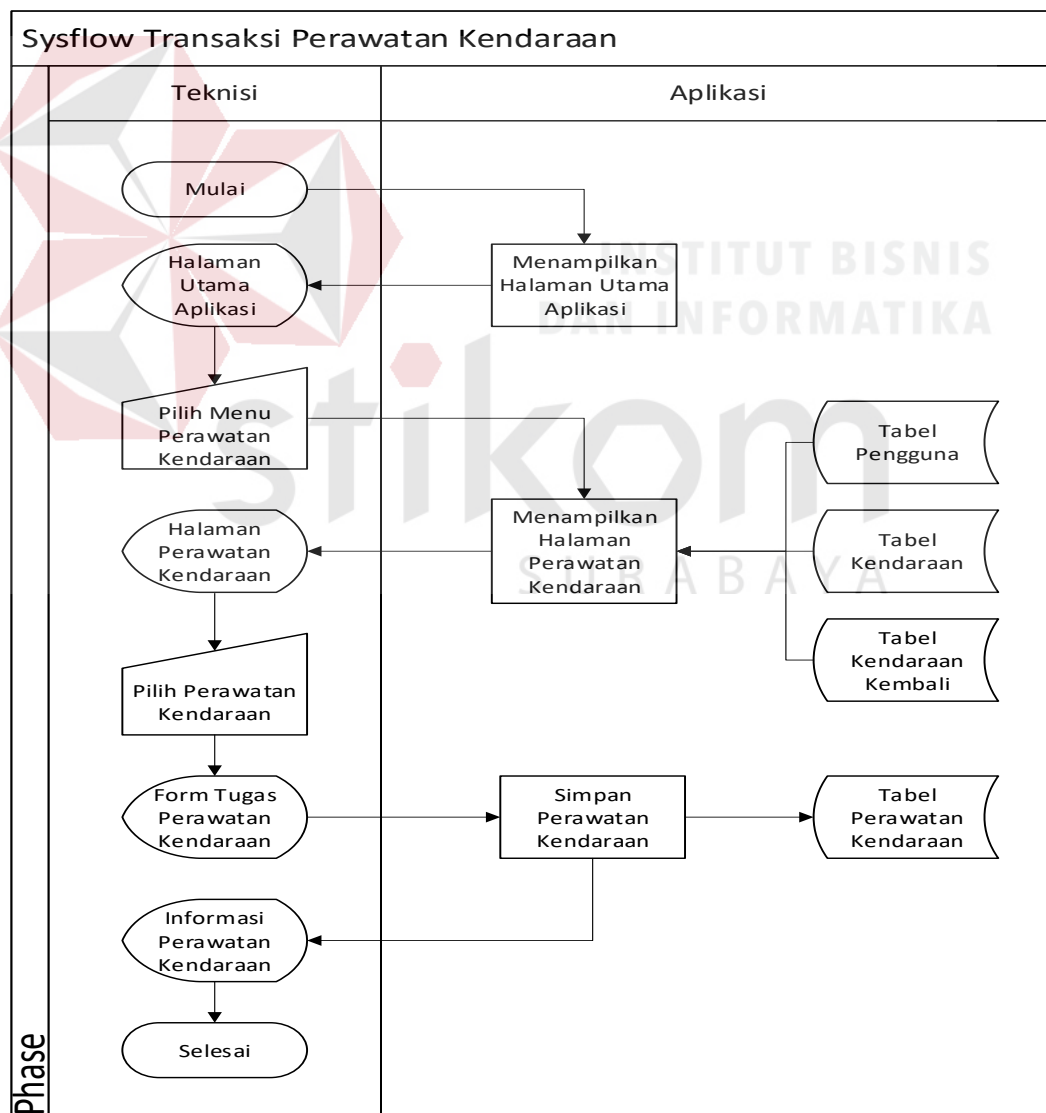 Sysflow Transaksi Perawatan Kendaraan
Teknisi
Aplikasi
Mulai
Halaman
Utama
Aplikasi
Menampilkan
Halaman Utama
Aplikasi
INSTITUT BISNIS
DAN INFORMATIKA
Pilih Menu
Perawatan
Kendaraan
stikom
SURABAYA
Tabel
Pengguna
Halaman
Perawatan
Kendaraan
Menampilkan
Halaman
Perawatan
Kendaraan
Tabel
Kendaraan
Tabel
Kendaraan
Kembali
Pilih Perawatan
Kendaraan
Form Tugas
Perawatan
Kendaraan
Simpan
Perawatan
Kendaraan
Tabel
Perawatan
Kendaraan
Informasi
Perawatan
Kendaraan
Selesai
Phase